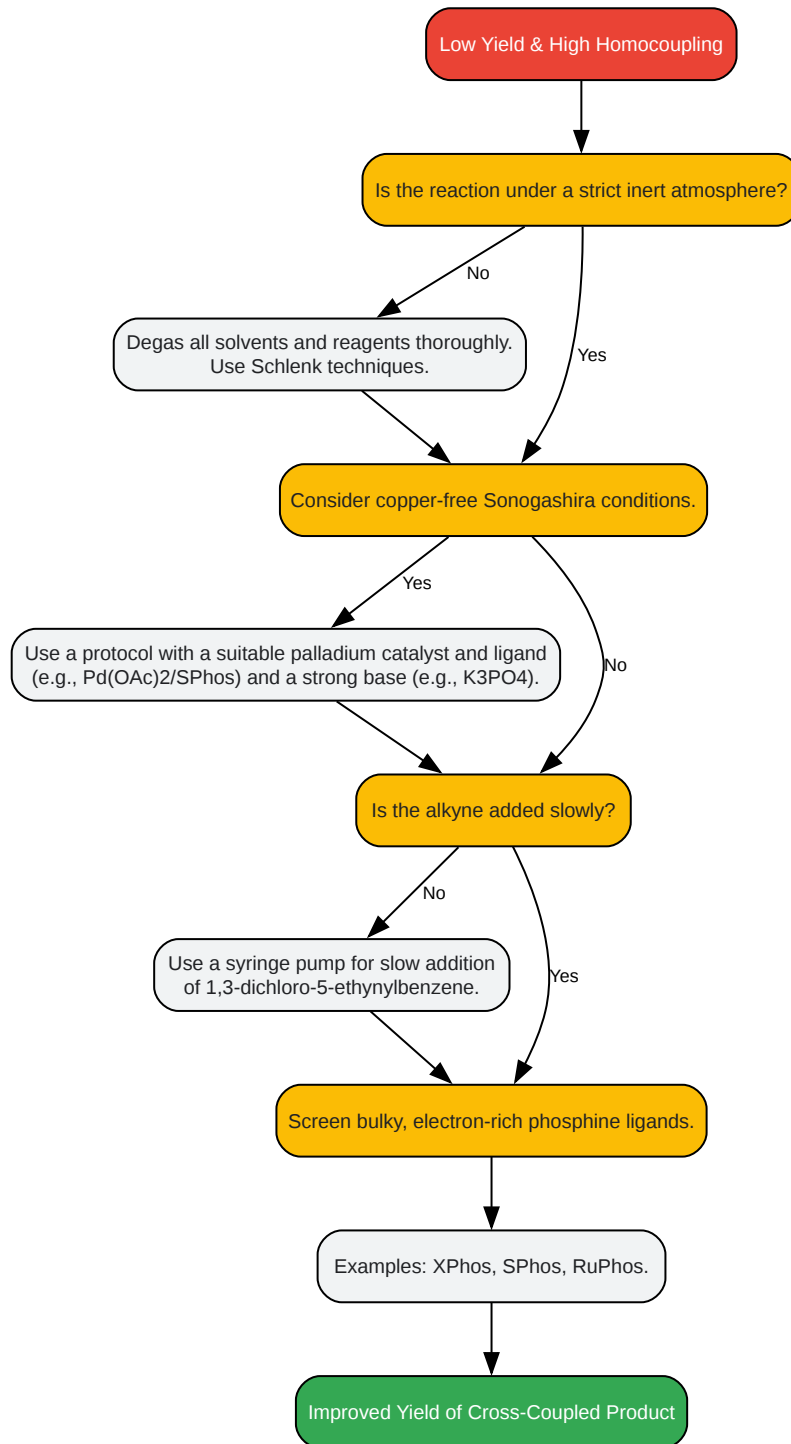 Low Yield & High Homocoupling
Is the reaction under a strict inert atmosphere?
No
Degas all solvents and reagents thoroughly.
Use Schlenk techniques.
Yes
Consider copper-free Sonogashira conditions.
Yes
Use a protocol with a suitable palladium catalyst and ligand
(e.g., Pd(OAc)2/SPhos) and a strong base (e.g., K3PO4).
No
Is the alkyne added slowly?
No
Use a syringe pump for slow addition
of 1,3-dichloro-5-ethynylbenzene.
Yes
Screen bulky, electron-rich phosphine ligands.
Examples: XPhos, SPhos, RuPhos.
Improved Yield of Cross-Coupled Product